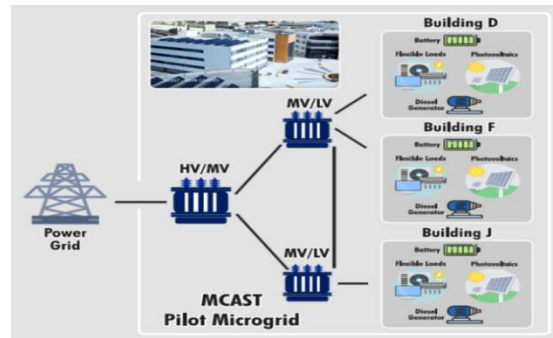 Building D
Battery
Flexible Loads
Photovoltaics
Diesel
Generator
MV/LV
Building F
Battery
Flexible Loads
Photovoltaics
Diesel
Generator
HV/MV
Power
Grid
Building J
Battery
Flexible Loads
Photovoltaics
Diesel
Generator
MV/LV
MCAST
Pilot Microgrid